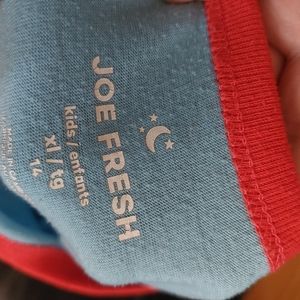 JOE FRESH
kids / enfants
xl / tg
14